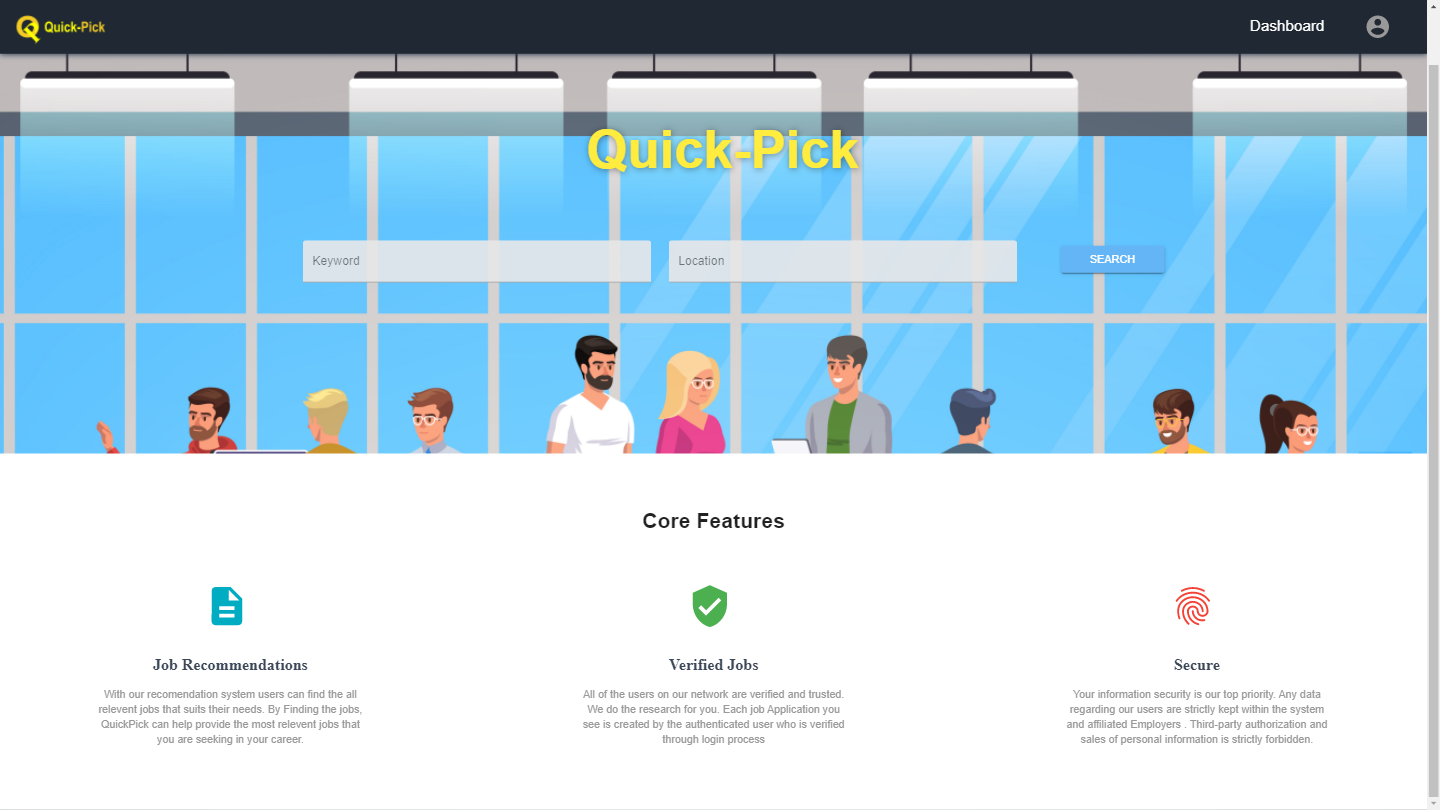 Quick-Pick
Dashboard
Quick-Pick
Keyword
Location
SEARCH
Core Features
Job Recommendations
With our recomendation system users can find the all
relevent jobs that suits their needs. By Finding the jobs,
QuickPick can help provide the most relevent jobs that
you are seeking in your career.
Verified Jobs
All of the users on our network are verified and trusted.
We do the research for you. Each job Application you
see is created by the authenticated user who is verified
through login process
Secure
Your information security is our top priority. Any data
regarding our users are strictly kept within the system
and affiliated Employers . Third-party authorization and
sales of personal information is strictly forbidden.